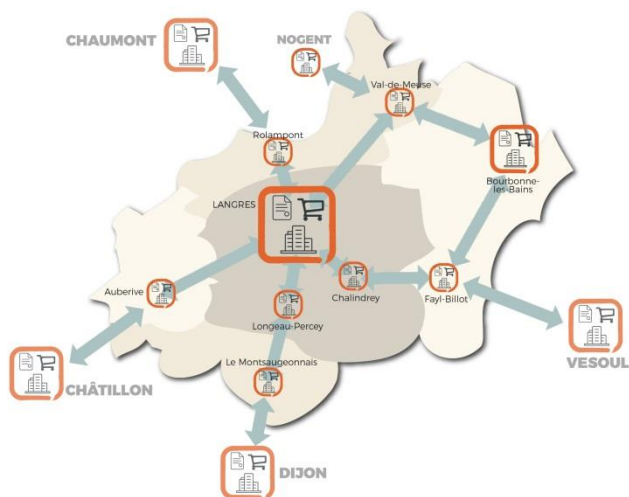 CHAUMONT
NOGENT
Val-de-Meuse
Rolampont
LANGRES
Bourbonne-
les-Bains
Auberive
Chalindrey
Fayl-Billot
Longeau-Percey
Le Montsaugeonnais
VESOUL
CHÂTILLON
DIJON